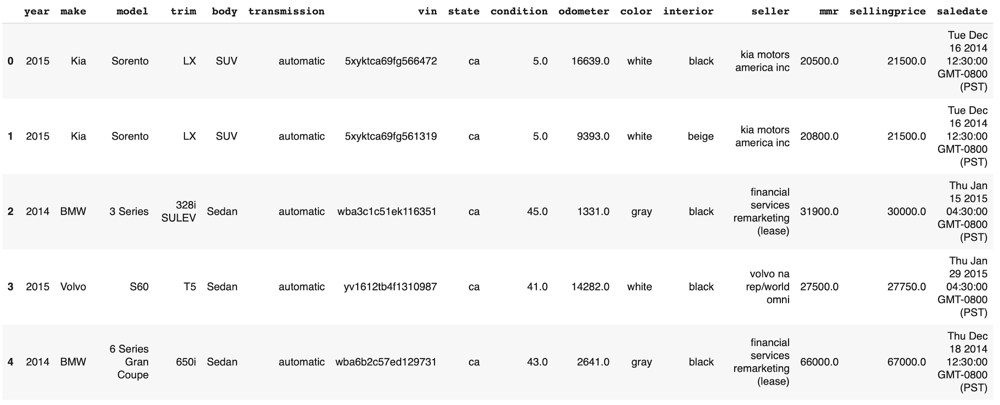 year make model trim body transmission vin state condition odometer color interior seller mmr sellingprice saledate
0 2015 Kia Sorento LX SUV automatic 5xyktca69fg566472 ca 5.0 16639.0 white black kia motors america inc 20500.0 21500.0 Tue Dec 16 2014 12:30:00 GMT-0800 (PST)
1 2015 Kia Sorento LX SUV automatic 5xyktca69fg561319 ca 5.0 9393.0 white beige kia motors america inc 20800.0 21500.0 Tue Dec 16 2014 12:30:00 GMT-0800 (PST)
2 2014 BMW 3 Series 328i SULEV Sedan automatic wba3c1c51ek116351 ca 45.0 1331.0 gray black financial services remarketing (lease) 31900.0 30000.0 Thu Jan 15 2015 04:30:00 GMT-0800 (PST)
3 2015 Volvo S60 T5 Sedan automatic yv1612tb4f1310987 ca 41.0 14282.0 white black volvo na rep/world omni 27500.0 27750.0 Thu Jan 29 2015 04:30:00 GMT-0800 (PST)
4 2014 BMW 6 Series Gran Coupe 650i Sedan automatic wba6b2c57ed129731 ca 43.0 2641.0 gray black financial services remarketing (lease) 66000.0 67000.0 Thu Dec 18 2014 12:30:00 GMT-0800 (PST)